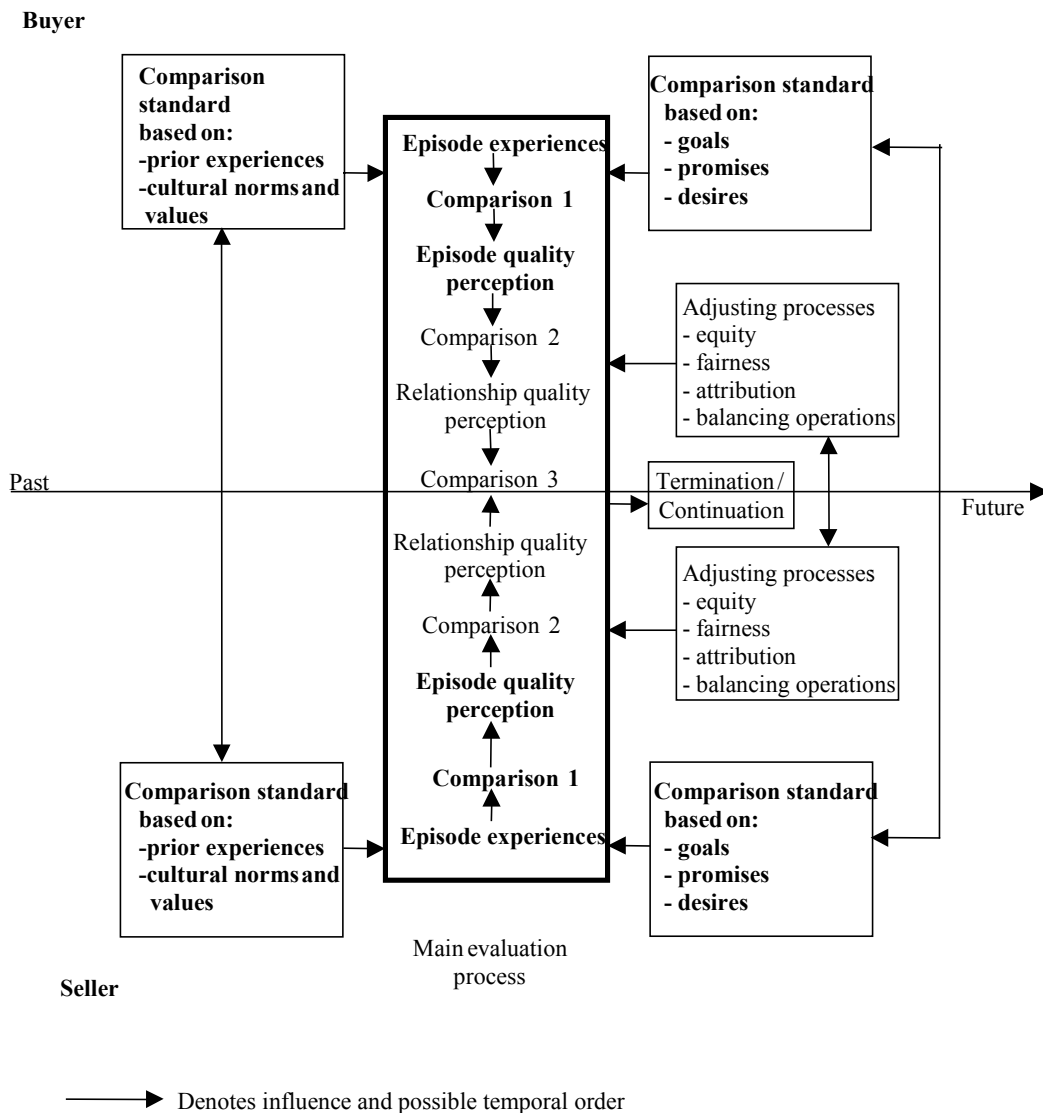 Buyer
Comparison
standard
based on:
-prior experiences
-cultural norms and
values
Episode experiences
Comparison 1
Episode quality
perception
Comparison 2
Relationship quality
perception
Comparison 3
Relationship quality
perception
Comparison 2
Episode quality
perception
Comparison 1
Episode experiences
Comparison standard
based on:
- goals
- promises
- desires
Adjusting processes
- equity
- fairness
- attribution
- balancing operations
Past
Termination /
Continuation
Future
Adjusting processes
- equity
- fairness
- attribution
- balancing operations
Comparison standard
based on:
-prior experiences
-cultural norms and
values
Comparison standard
based on:
- goals
- promises
- desires
Main evaluation
process
Seller
Denotes influence and possible temporal order